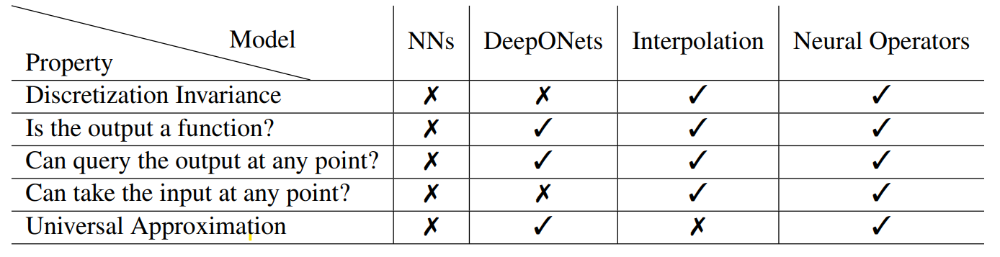 Model NNs DeepONets Interpolation Neural Operators
Property
Discretization Invariance ✗ ✗ ✓ ✓
Is the output a function? ✗ ✓ ✓ ✓
Can query the output at any point? ✗ ✓ ✓ ✓
Can take the input at any point? ✗ ✗ ✓ ✓
Universal Approximation ✗ ✓ ✗ ✓